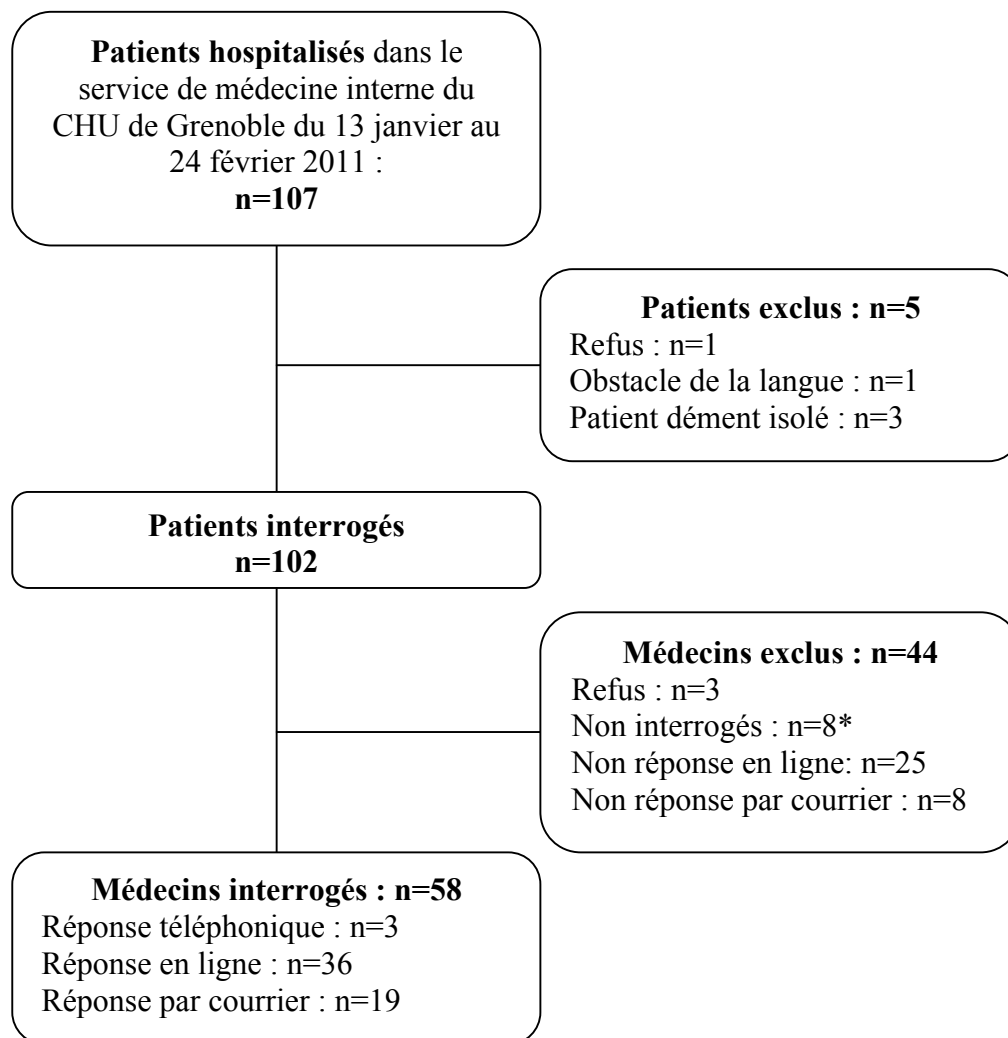 Patients hospitalisés dans le
service de médecine interne du
CHU de Grenoble du 13 janvier au
24 février 2011 :
n=107
Patients exclus : n=5
Refus : n=1
Obstacle de la langue : n=1
Patient dément isolé : n=3
Patients interrogés
n=102
Médecins exclus : n=44
Refus : n=3
Non interrogés : n=8*
Non réponse en ligne: n=25
Non réponse par courrier : n=8
Médecins interrogés : n=58
Réponse téléphonique : n=3
Réponse en ligne : n=36
Réponse par courrier : n=19